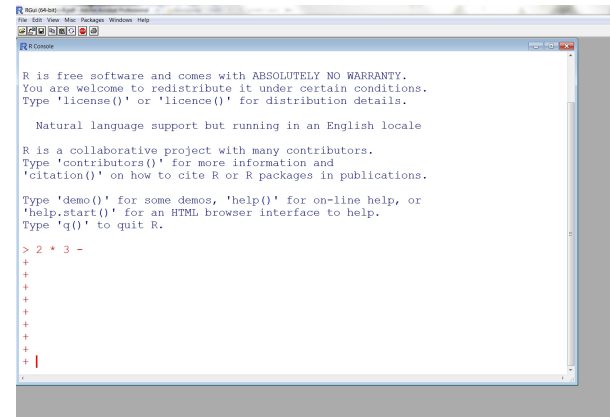 RGui (64-bit)
File Edit View Misc Packages Windows Help
R Console
R is free software and comes with ABSOLUTELY NO WARRANTY.
You are welcome to redistribute it under certain conditions.
Type 'license()' or 'licence()' for distribution details.
Natural language support but running in an English locale
R is a collaborative project with many contributors.
Type 'contributors()' for more information and
'citation()' on how to cite R or R packages in publications.
Type 'demo()' for some demos, 'help()' for on-line help, or
'help.start()' for an HTML browser interface to help.
Type 'q()' to quit R.
> 2 * 3 -
+
+
+
+
+
+
+
+
+